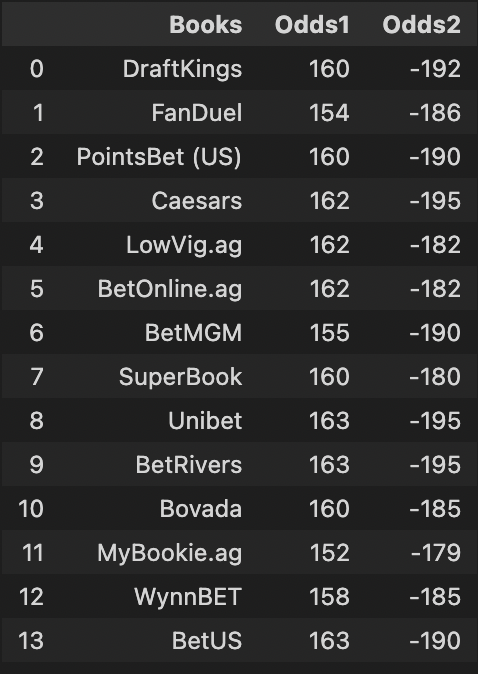 Books Odds1 Odds2
0 DraftKings 160 -192
1 FanDuel 154 -186
2 PointsBet (US) 160 -190
3 Caesars 162 -195
4 LowVig.ag 162 -182
5 BetOnline.ag 162 -182
6 BetMGM 155 -190
7 SuperBook 160 -180
8 Unibet 163 -195
9 BetRivers 163 -195
10 Bovada 160 -185
11 MyBookie.ag 152 -179
12 WynnBET 158 -185
13 BetUS 163 -190